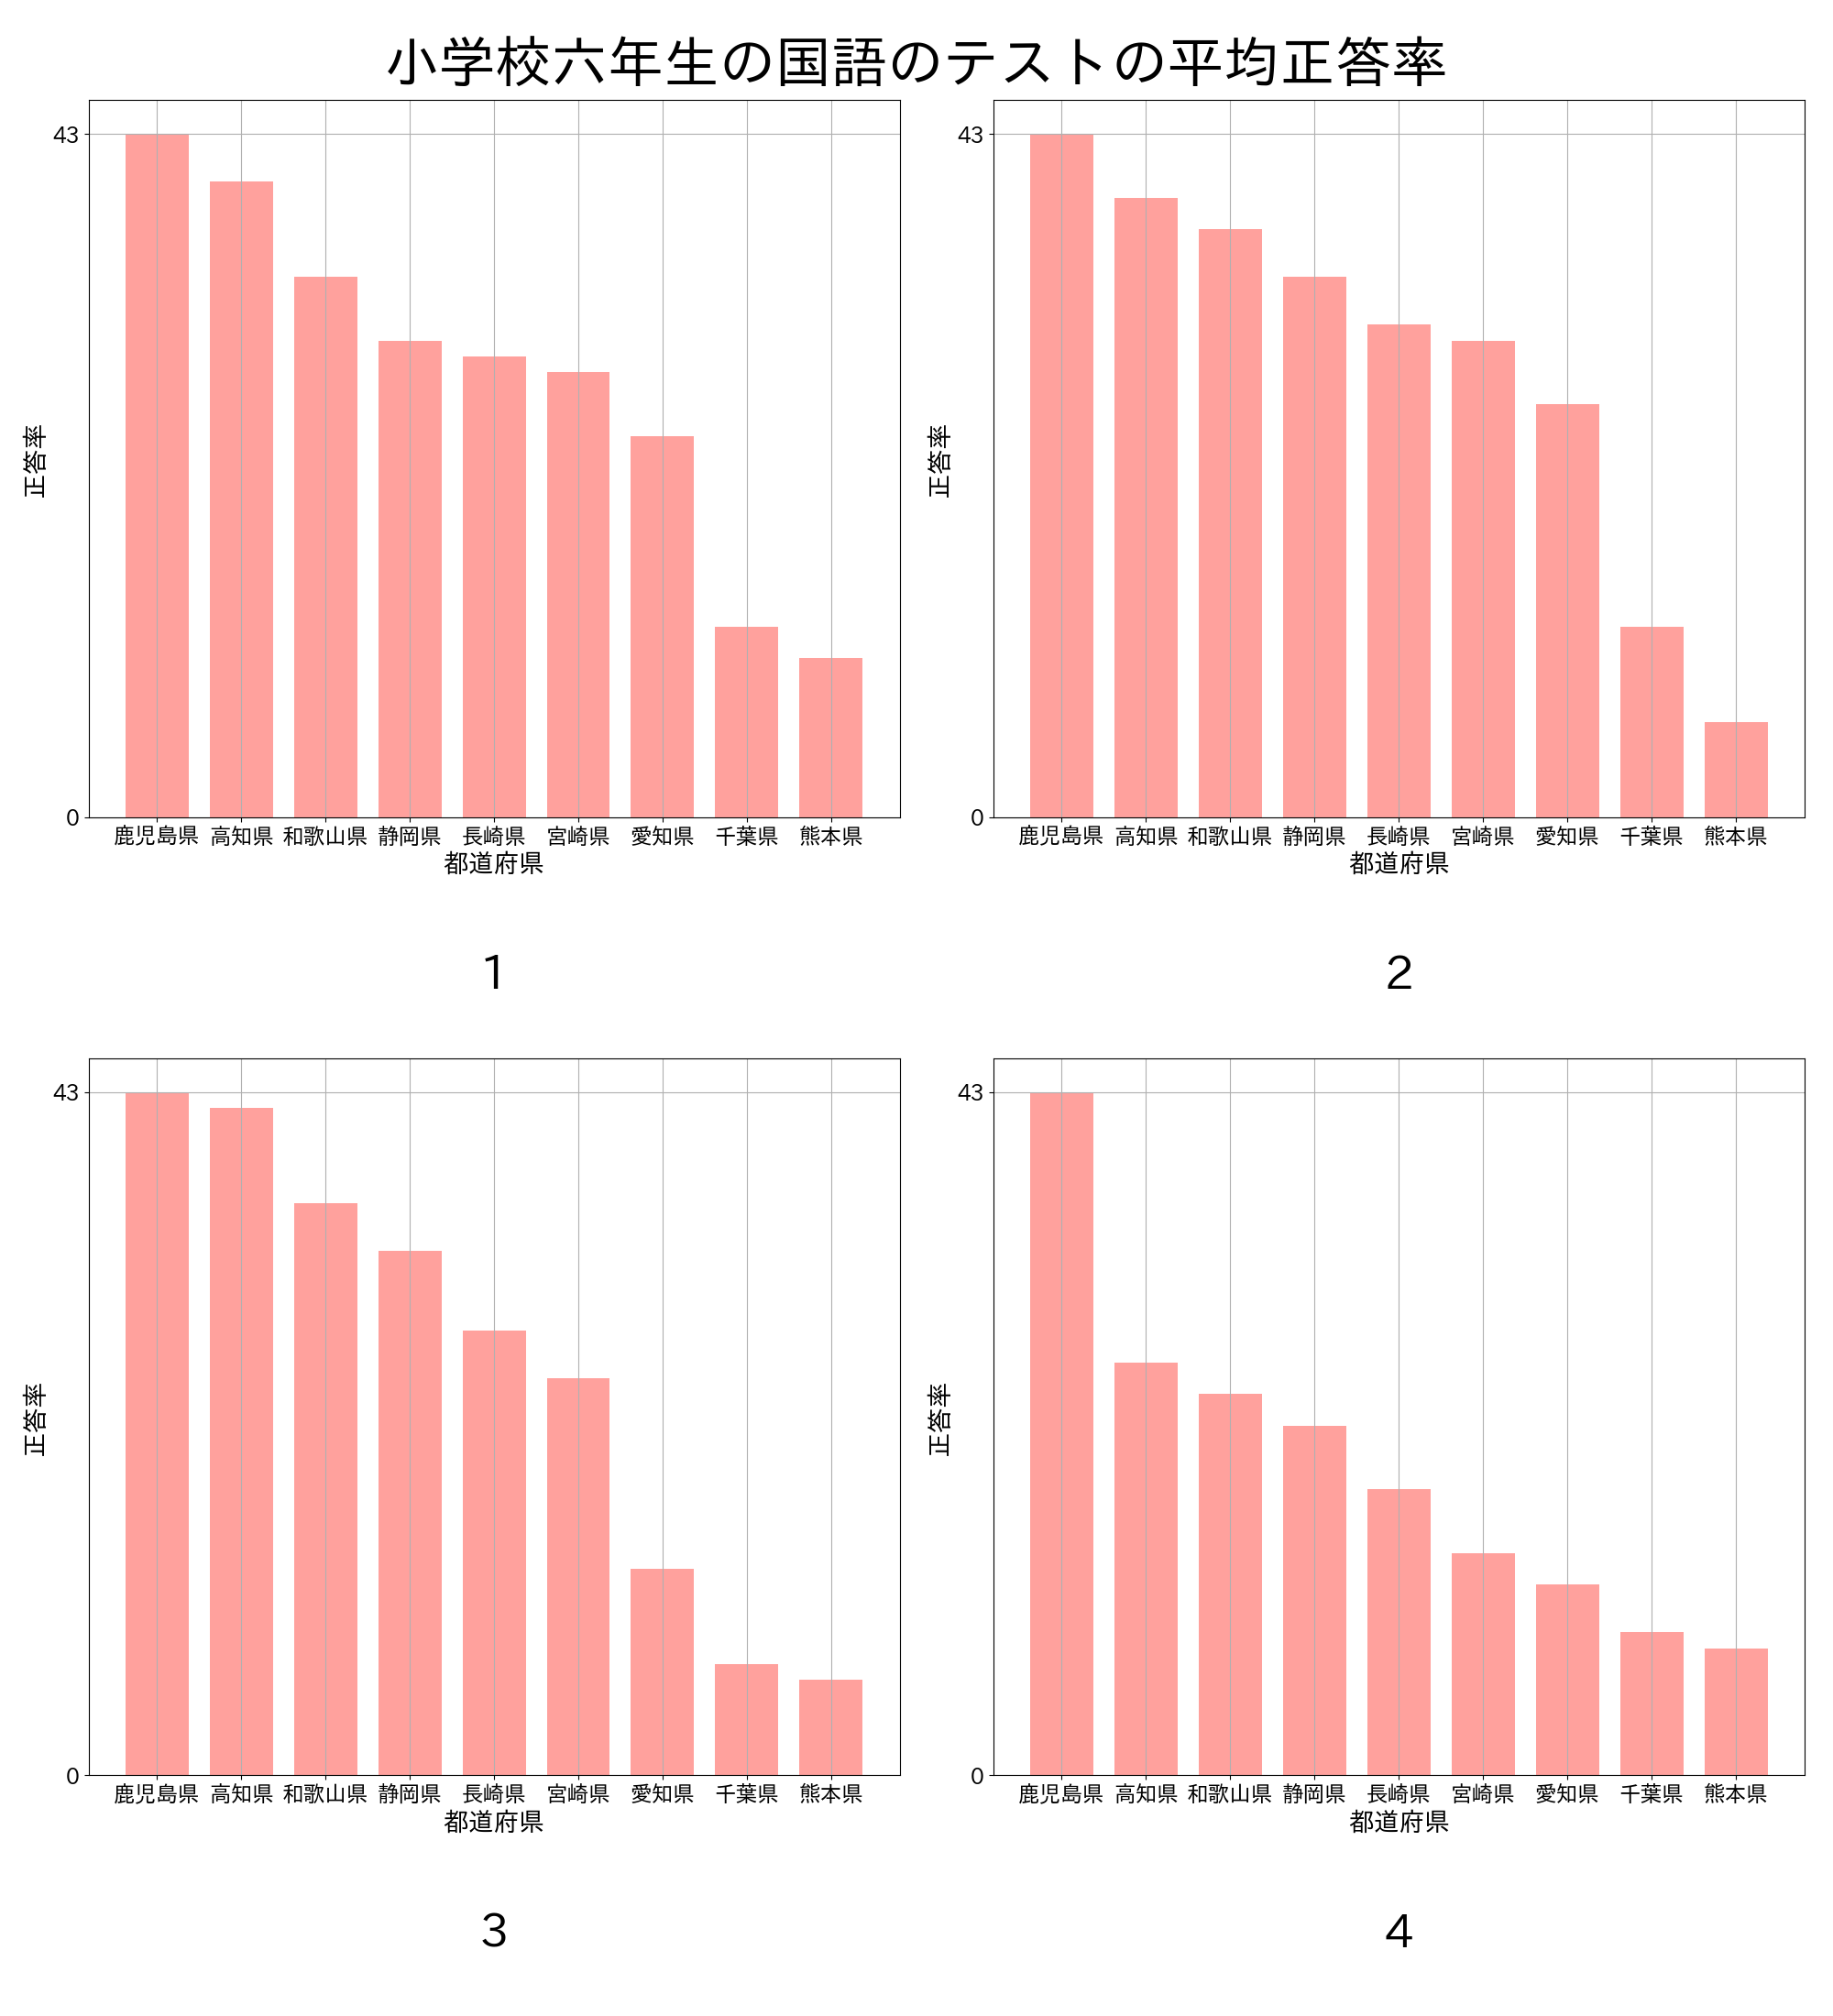 小学校六年生の国語のテストの平均正答率
43
0
正答率
鹿児島県 高知県 和歌山県 静岡県 長崎県 宮崎県 愛知県 千葉県 熊本県
都道府県
1
43
0
正答率
鹿児島県 高知県 和歌山県 静岡県 長崎県 宮崎県 愛知県 千葉県 熊本県
都道府県
2
43
0
正答率
鹿児島県 高知県 和歌山県 静岡県 長崎県 宮崎県 愛知県 千葉県 熊本県
都道府県
3
43
0
正答率
鹿児島県 高知県 和歌山県 静岡県 長崎県 宮崎県 愛知県 千葉県 熊本県
都道府県
4